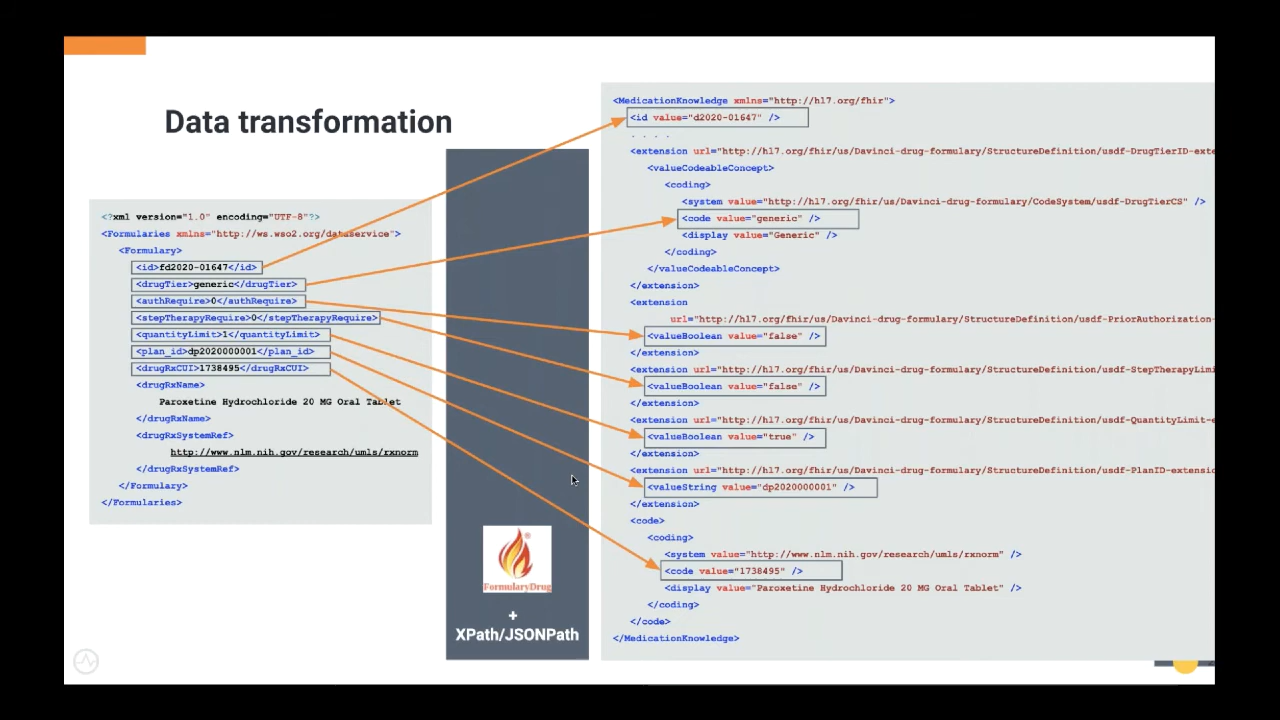 Data transformation
<?xml version="1.0" encoding="UTF-8"?>
<Formularies xmlns="http://ws.wso2.org/dataservice">
<Formulary>
<id>fd2020-01647</id>
<drugTier>generic</drugTier>
<authRequire>0</authRequire>
<stepTherapyRequire>0</stepTherapyRequire>
<quantityLimit>1</quantityLimit>
<plan_id>dp2020000001</plan_id>
<drugRxCUI>1738495</drugRxCUI>
<drugRxName>
Paroxetine Hydrochloride 20 MG Oral Tablet
</drugRxName>
<drugRxSystemRef>
http://www.nlm.nih.gov/research/umls/rxnorm
</drugRxSystemRef>
</Formulary>
</Formularies>
FormularyDrug
+
XPath/JSONPath
<MedicationKnowledge xmlns="http://hl7.org/fhir">
<id value="d2020-01647" />
. . . .
<extension url="http://hl7.org/fhir/us/Davinci-drug-formulary/StructureDefinition/usdf-DrugTierID-exte
<valueCodeableConcept>
<coding>
<system value="http://hl7.org/fhir/us/Davinci-drug-formulary/CodeSystem/usdf-DrugTierCS" />
<code value="generic" />
<display value="Generic" />
</coding>
</valueCodeableConcept>
</extension>
<extension
url="http://hl7.org/fhir/us/Davinci-drug-formulary/StructureDefinition/usdf-PriorAuthorization-
<valueBoolean value="false" />
</extension>
<extension url="http://hl7.org/fhir/us/Davinci-drug-formulary/StructureDefinition/usdf-StepTherapyLimi
<valueBoolean value="false" />
</extension>
<extension url="http://hl7.org/fhir/us/Davinci-drug-formulary/StructureDefinition/usdf-QuantityLimit-e
<valueBoolean value="true" />
</extension>
<extension url="http://hl7.org/fhir/us/Davinci-drug-formulary/StructureDefinition/usdf-PlanID-extensio
<valueString value="dp2020000001" />
</extension>
<code>
<coding>
<system value="http://www.nlm.nih.gov/research/umls/rxnorm" />
<code value="1738495" />
<display value="Paroxetine Hydrochloride 20 MG Oral Tablet" />
</coding>
</code>
</MedicationKnowledge>